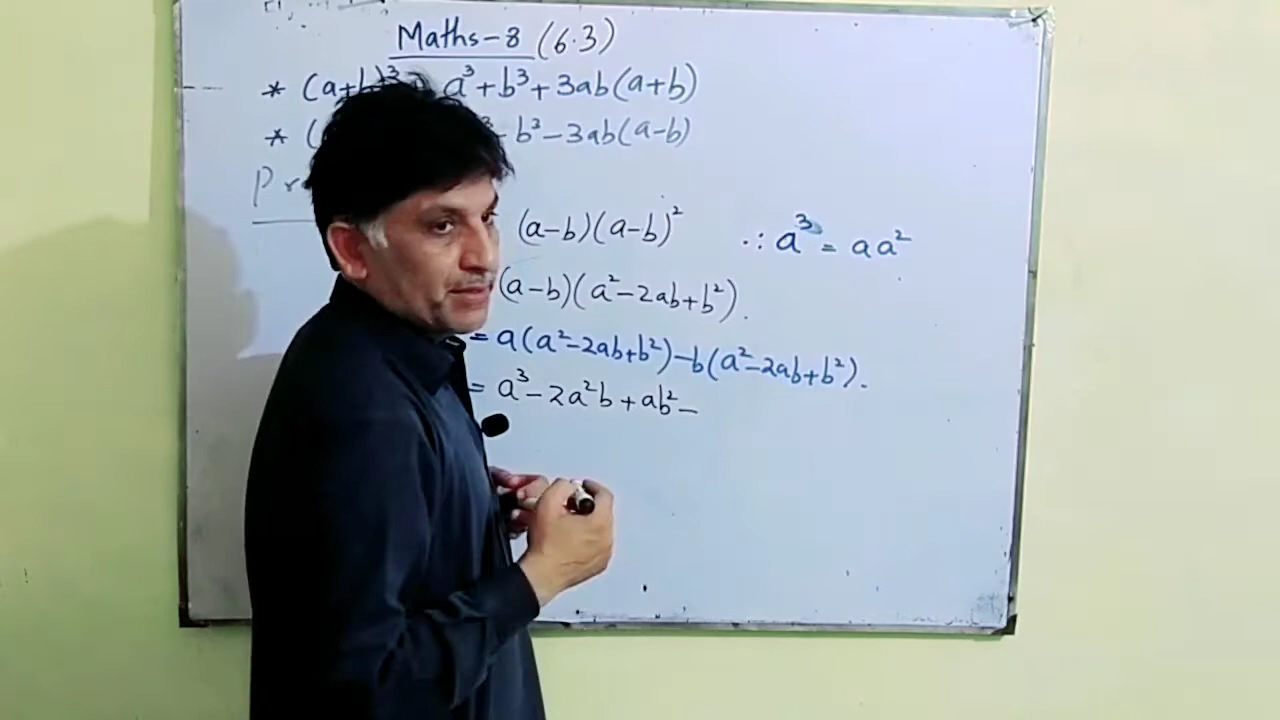 Maths-8 (6.3)
* (a+b)³ = a³+b³+3ab(a+b)
* ( b³-3ab(a-b)
(a-b)(a-b)² ∴ a³ = aa²
(a-b)(a²-2ab+b²).
= a(a²-2ab+b²)-b(a²-2ab+b²).
= a³-2a²b+ab²-